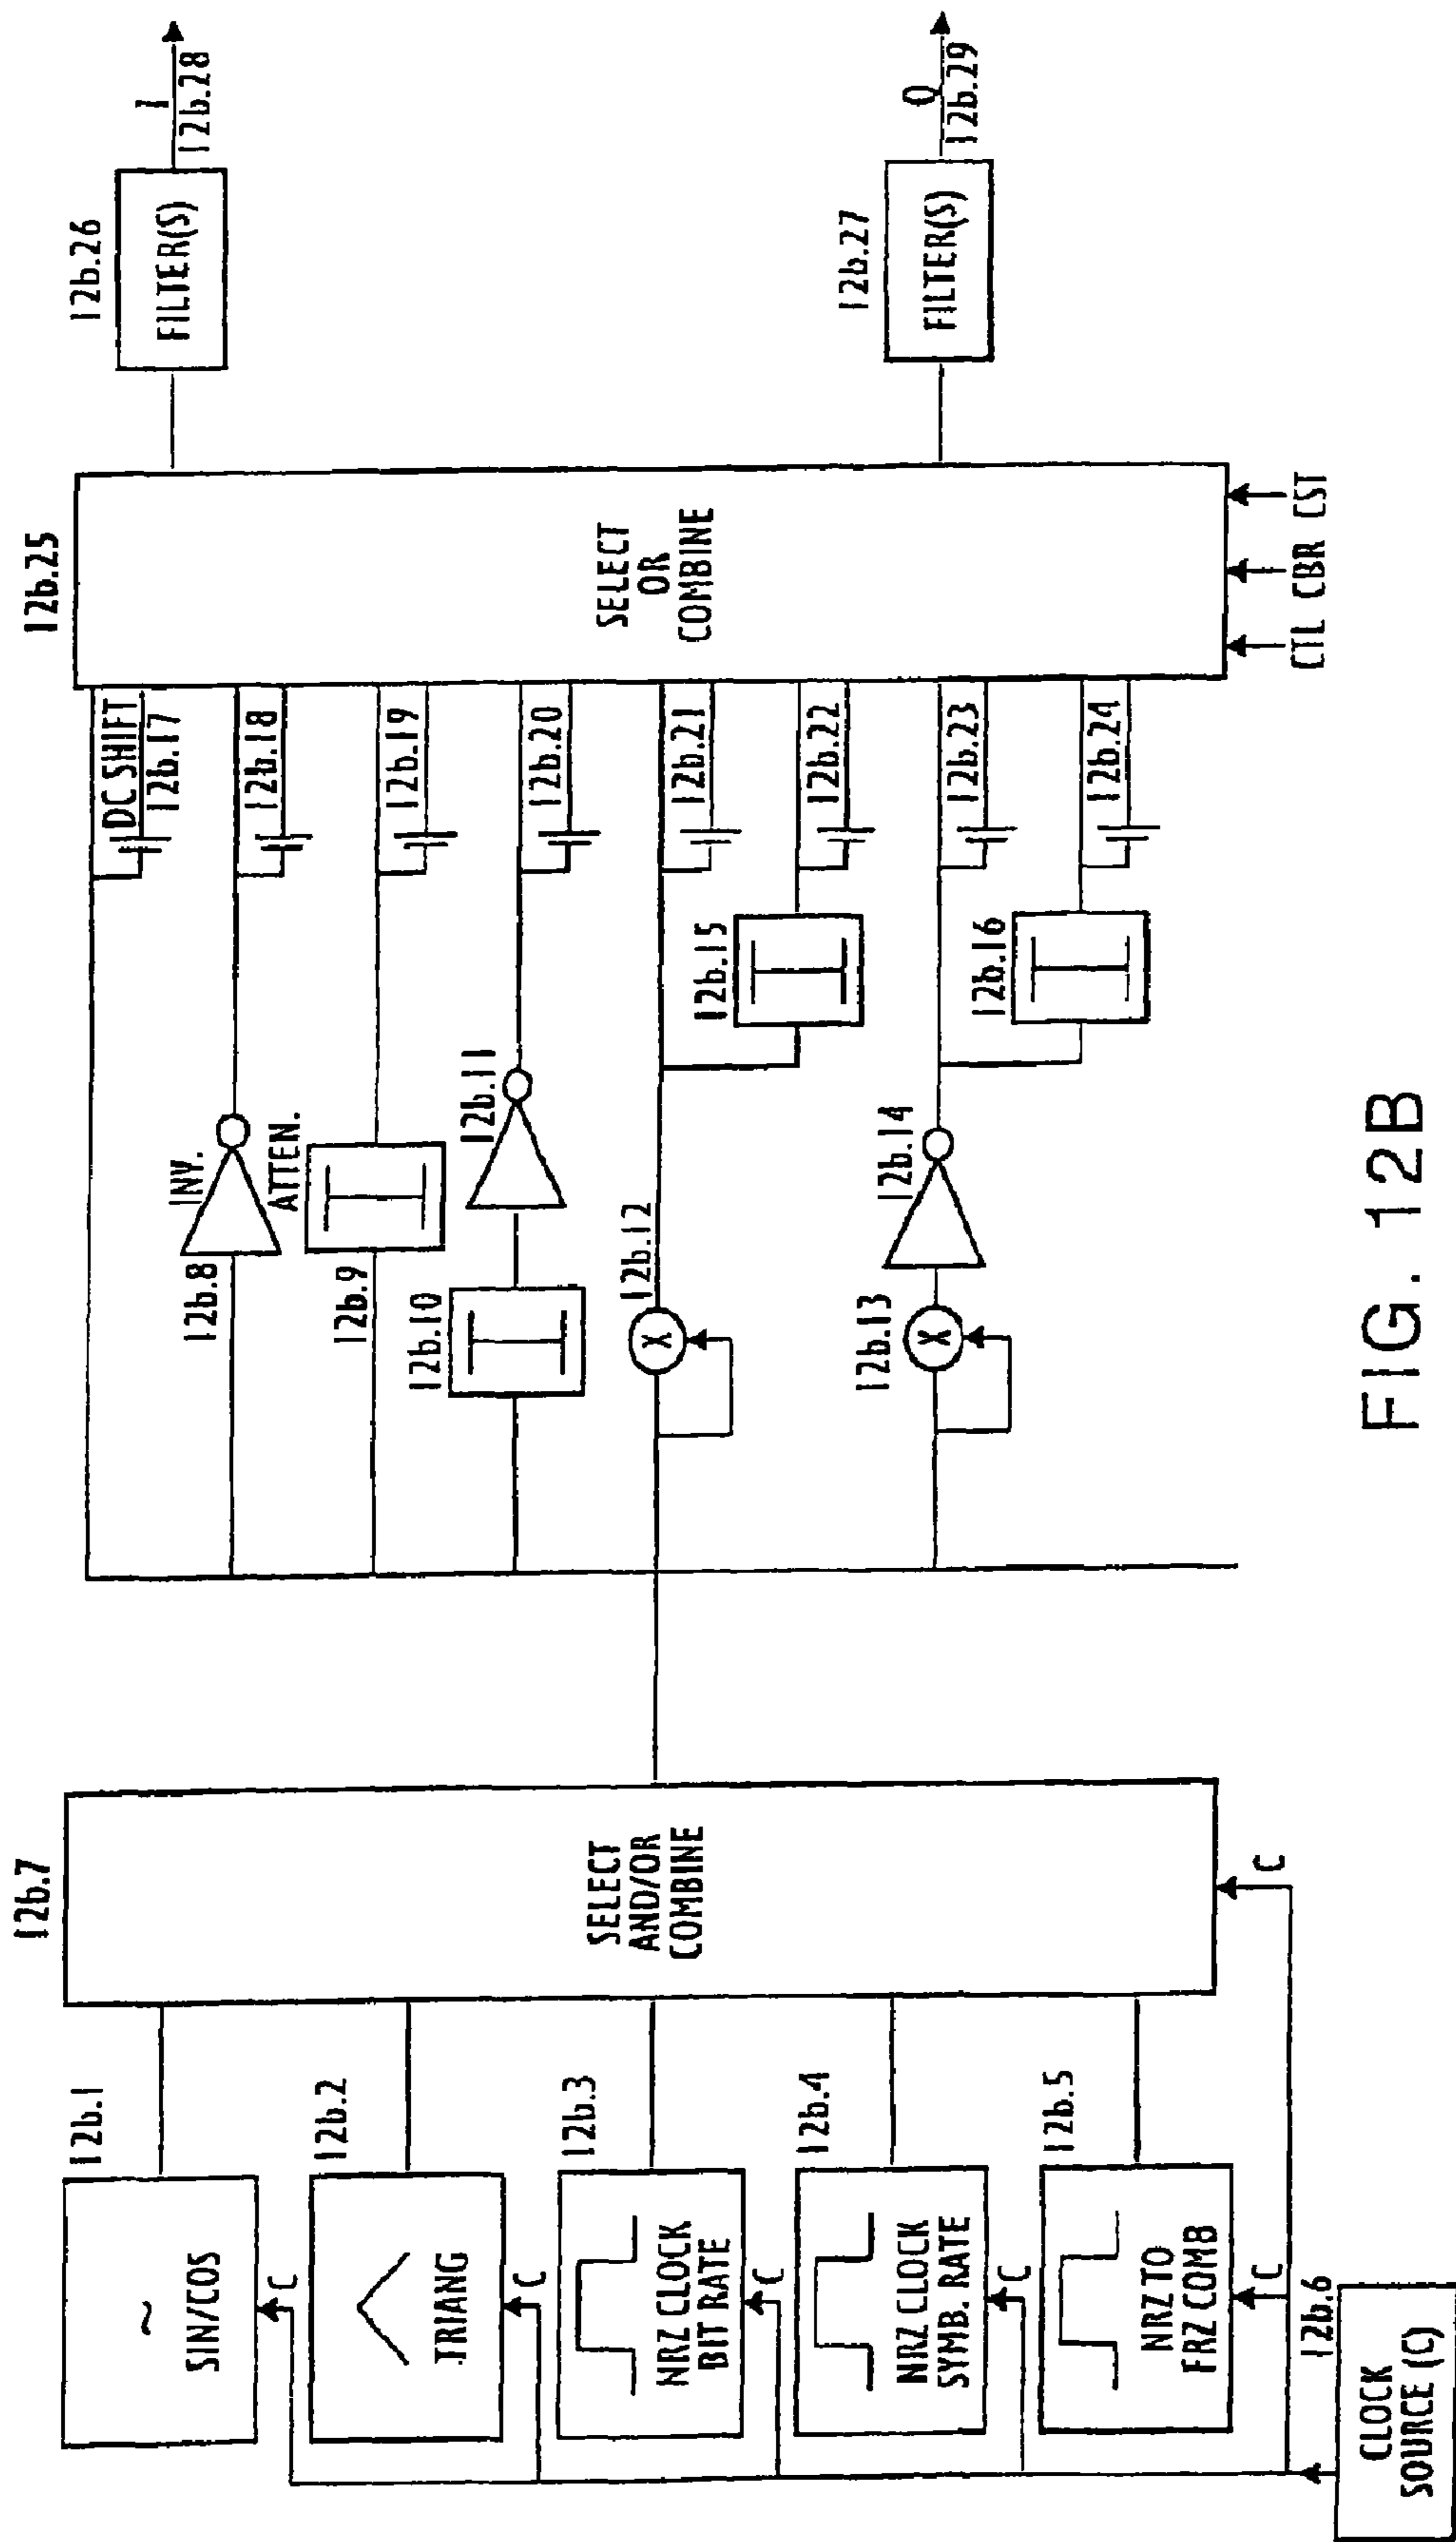 12b.1
~
SIN/COS
C
12b.2
TRIANG
C
12b.3
NRZ CLOCK
BIT RATE
C
12b.4
NRZ CLOCK
SYMB. RATE
C
12b.5
NRZ TO
FRZ COMB
C
12b.6
CLOCK
SOURCE (C)
12b.7
SELECT
AND/OR
COMBINE
C
INV.
12b.8
ATTEN.
12b.9
12b.10
12b.11
12b.12
X
12b.13
X
12b.14
12b.15
12b.16
DC SHIFT
12b.17
12b.18
12b.19
12b.20
12b.21
12b.22
12b.23
12b.24
12b.25
SELECT
OR
COMBINE
CTL CBR CST
12b.26
FILTER(S)
I
12b.28
12b.27
FILTER(S)
Q
12b.29
FIG. 12B